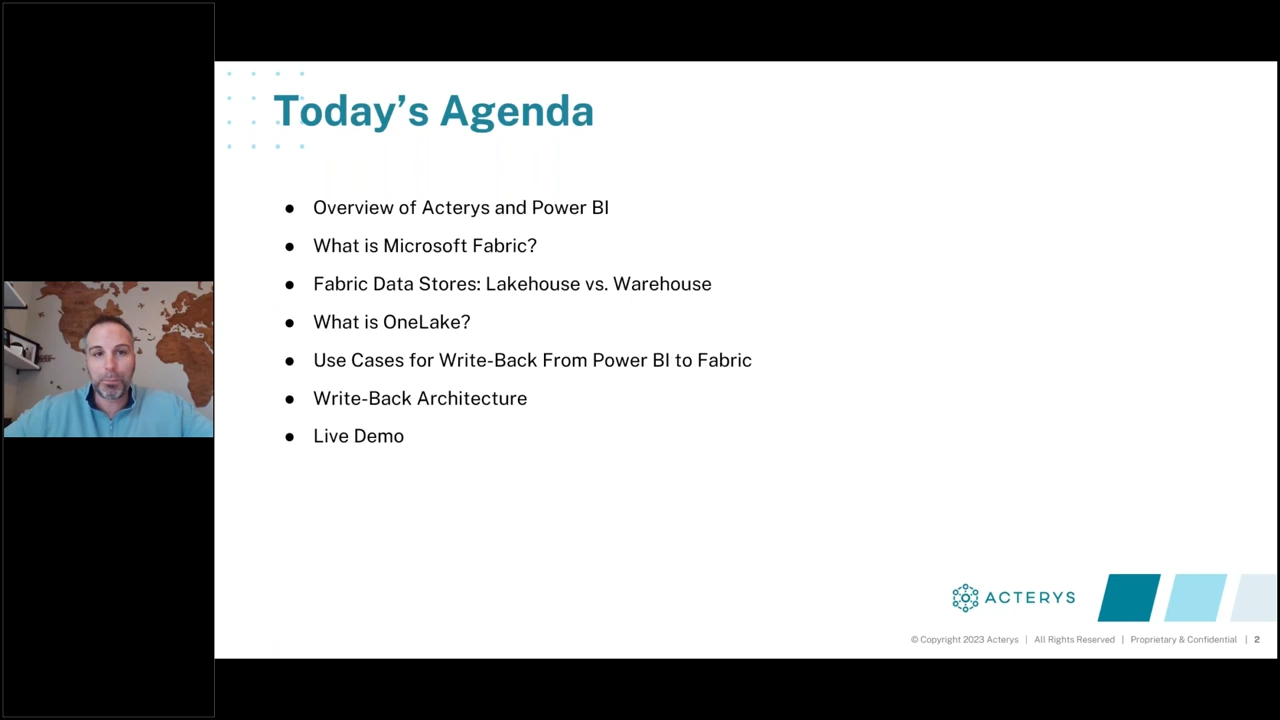 Today’s Agenda
● Overview of Acterys and Power BI
● What is Microsoft Fabric?
● Fabric Data Stores: Lakehouse vs. Warehouse
● What is OneLake?
● Use Cases for Write-Back From Power BI to Fabric
● Write-Back Architecture
● Live Demo
ACTERYS
© Copyright 2023 Acterys | All Rights Reserved | Proprietary & Confidential | 2